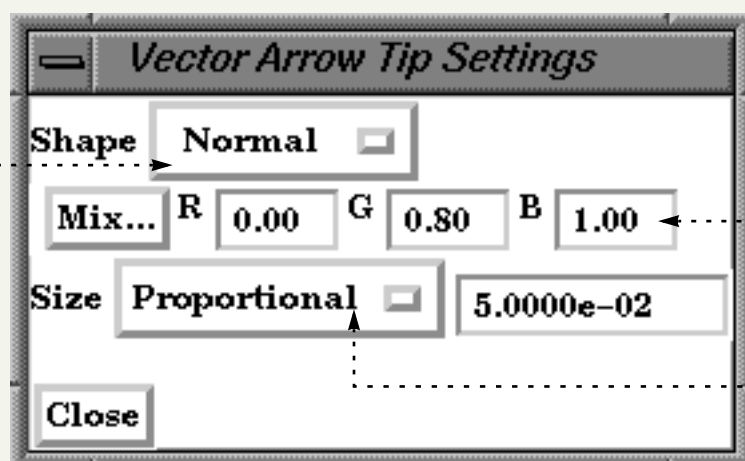 Vector Arrow Tip Settings
Shape Normal
Mix... R 0.00 G 0.80 B 1.00
Size Proportional 5.0000e-02
Close